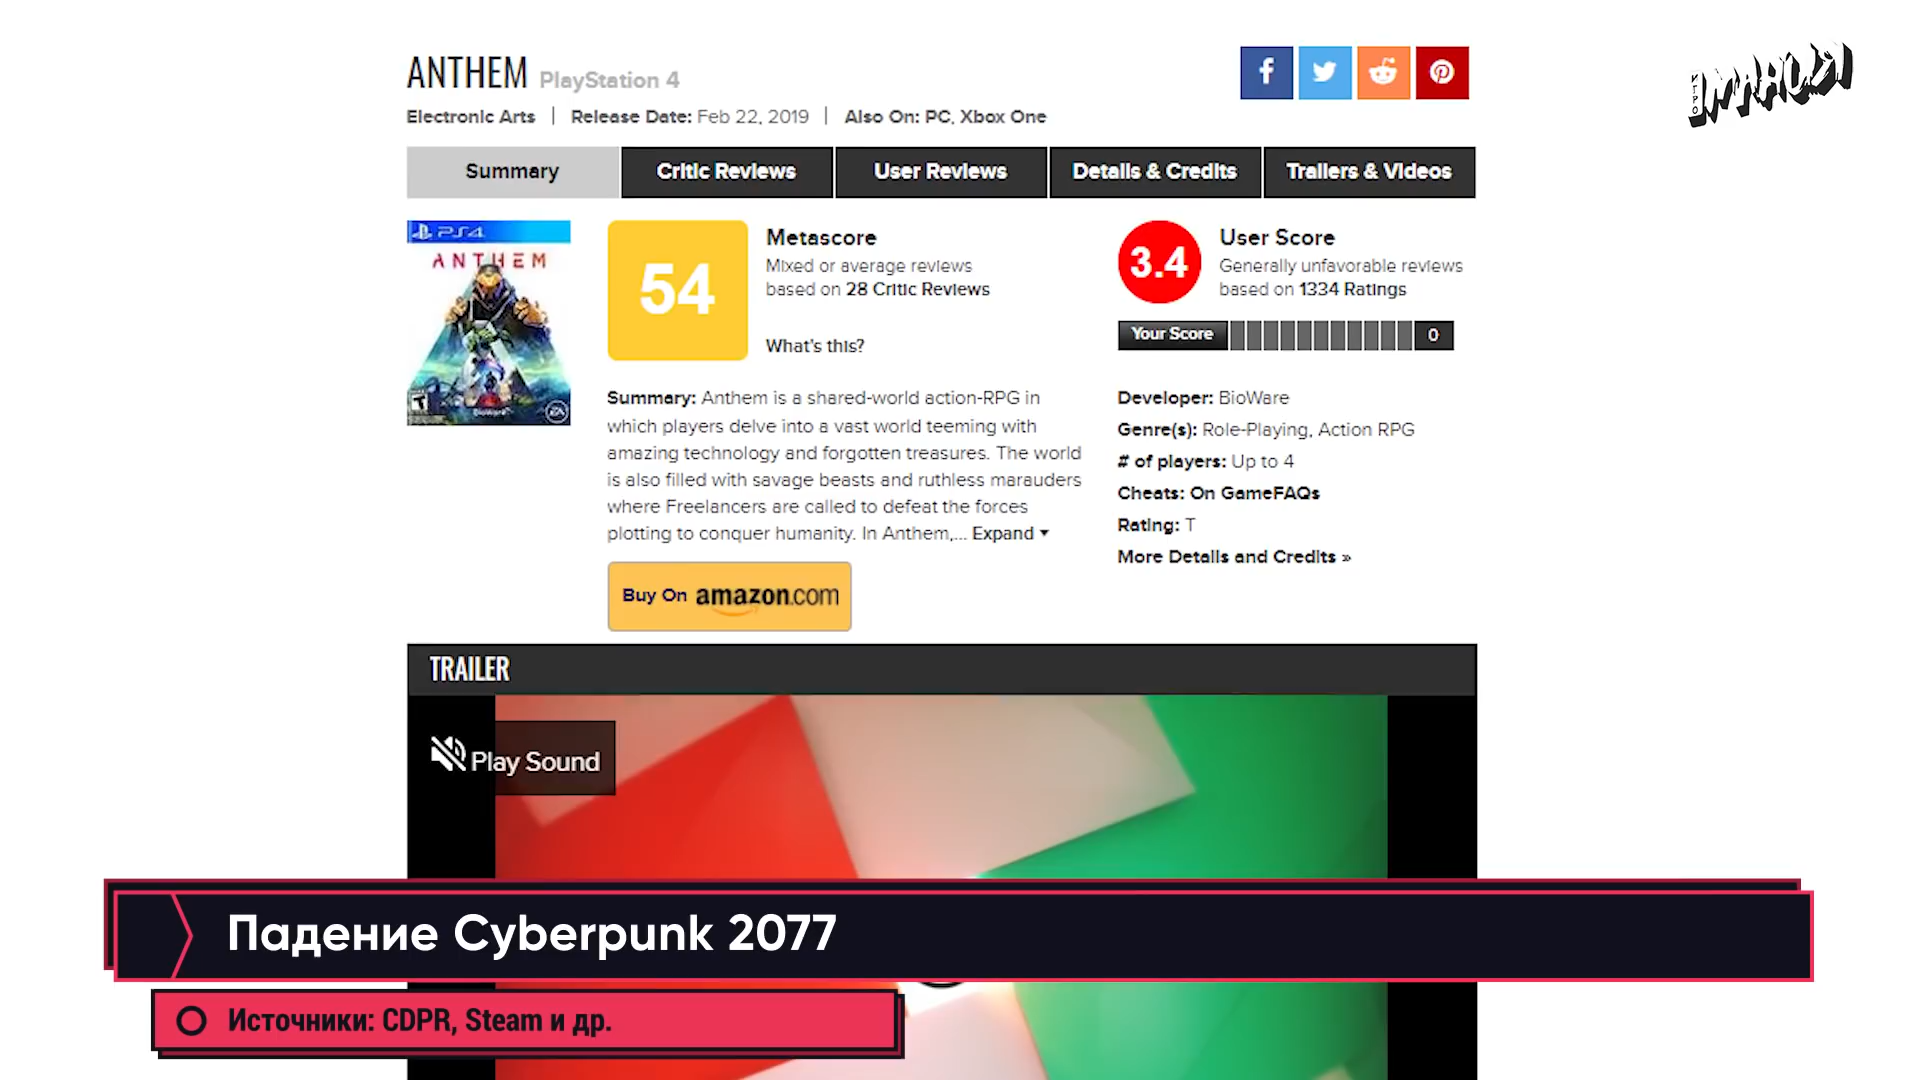 ANTHEM PlayStation 4
Electronic Arts | Release Date: Feb 22, 2019 | Also On: PC, Xbox One
Summary
Critic Reviews
User Reviews
Details & Credits
Trailers & Videos
PS4
ANTHEM
BioWare
EA
T
54
Metascore
Mixed or average reviews
based on 28 Critic Reviews
What's this?
3.4
User Score
Generally unfavorable reviews
based on 1334 Ratings
Your Score
0
Summary: Anthem is a shared-world action-RPG in
which players delve into a vast world teeming with
amazing technology and forgotten treasures. The world
is also filled with savage beasts and ruthless marauders
where Freelancers are called to defeat the forces
plotting to conquer humanity. In Anthem,... Expand
Buy On amazon.com
Developer: BioWare
Genre(s): Role-Playing, Action RPG
# of players: Up to 4
Cheats: On GameFAQs
Rating: T
More Details and Credits »
TRAILER
Play Sound
Падение Cyberpunk 2077
Источники: CDPR, Steam и др.